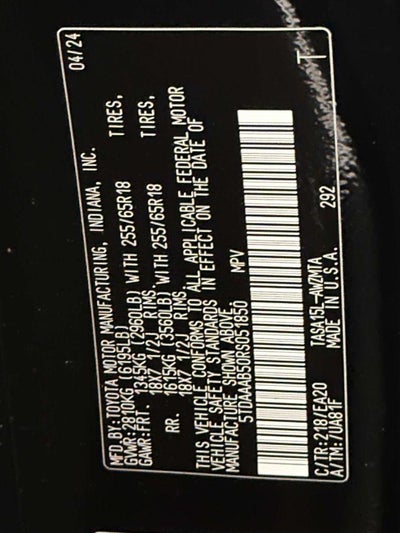 MFD.BY:TOYOTA MOTOR MANUFACTURING, INDIANA, INC. 04/24
GVWR:2810KG (6195LB)
GAWR:FRT. 1345KG (2960LB) WITH 255/65R18 TIRES,
18X7 1/2J RIMS,
RR. 1615KG (3560LB) WITH 255/65R18 TIRES,
18X7 1/2J RIMS,
THIS VEHICLE CONFORMS TO ALL APPLICABLE FEDERAL MOTOR
VEHICLE SAFETY STANDARDS IN EFFECT ON THE DATE OF
MANUFACTURE SHOWN ABOVE.
5TDAAAB50RS051850 MPV
C/TR:218/EA20 TASA15L-AWZMTA 292 T
A/TM:/UA81F MADE IN U.S.A.